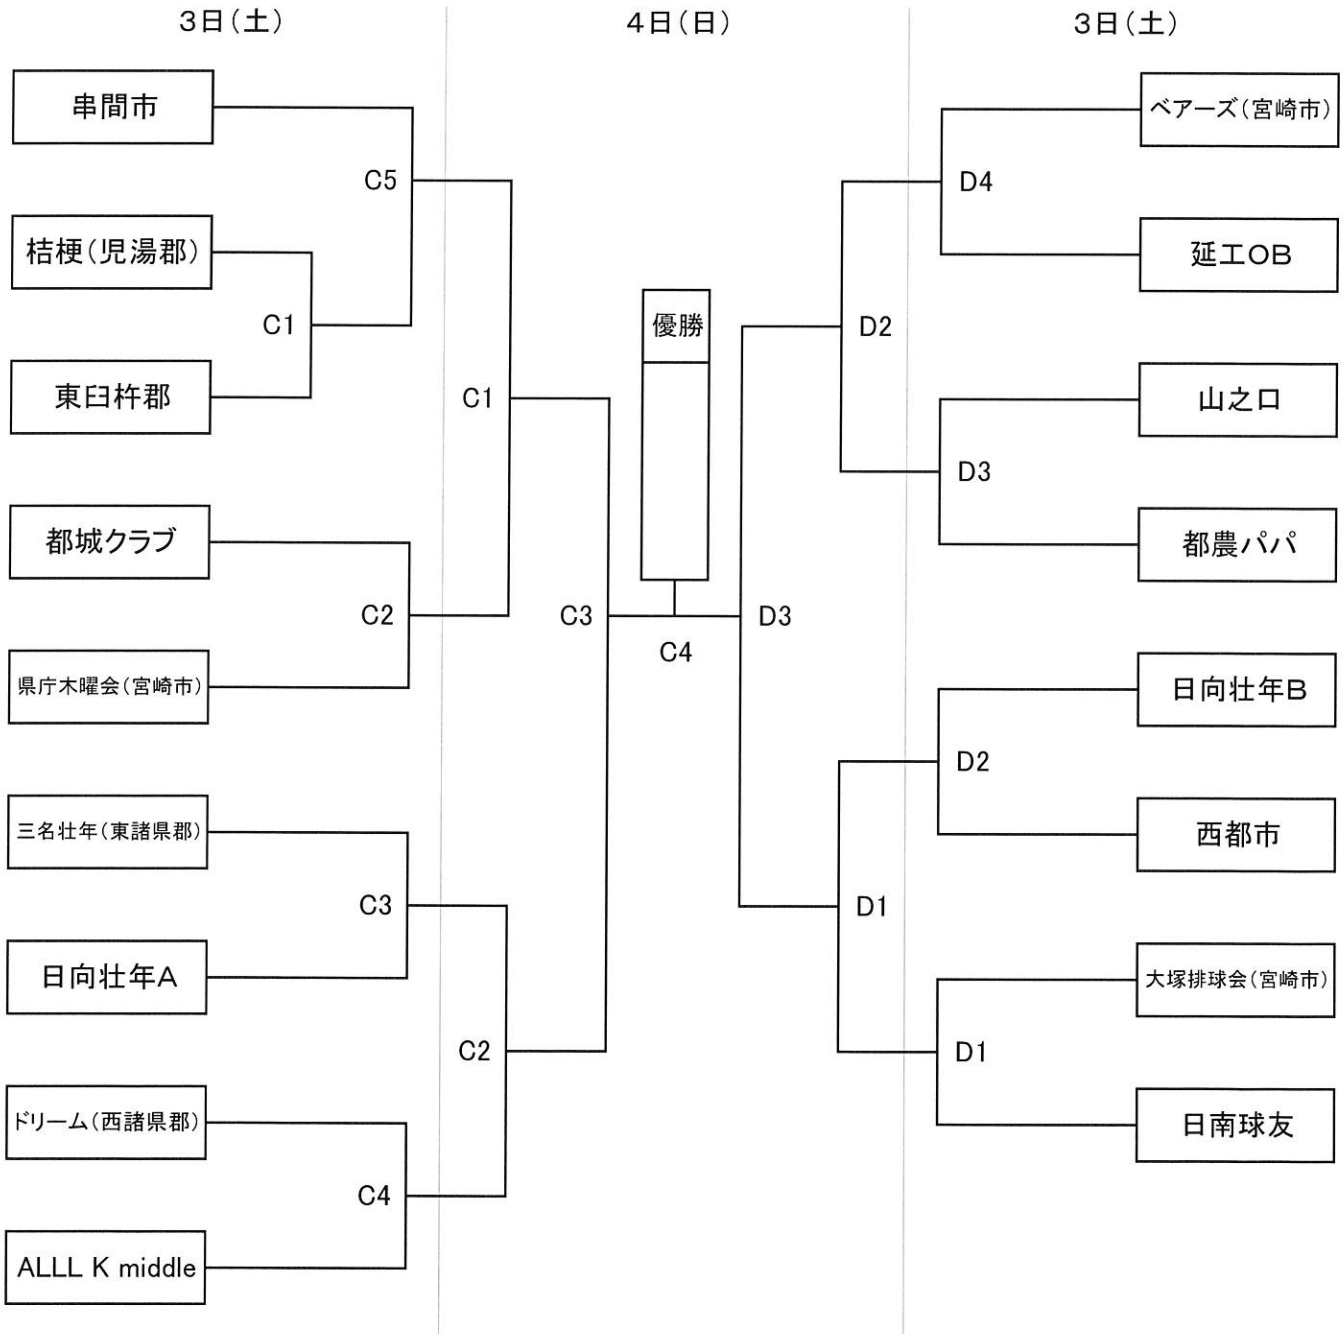 3日(土)
4日(日)
3日(土)
串間市
C5
桔梗(児湯郡)
C1
東臼杵郡
C1
都城クラブ
C2
県庁木曜会(宮崎市)
三名壮年(東諸県郡)
C3
日向壮年A
C2
ドリーム(西諸県郡)
C4
ALLL K middle
優勝
C3
C4
D3
ベアーズ(宮崎市)
D4
延工OB
D2
山之口
D3
都農パパ
日向壮年B
D2
西都市
D1
大塚排球会(宮崎市)
D1
日南球友